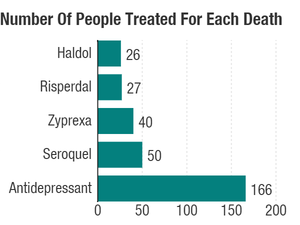 Number Of People Treated For Each Death
Haldol 26
Risperdal 27
Zyprexa 40
Seroquel 50
Antidepressant 166
0 50 100 150 200